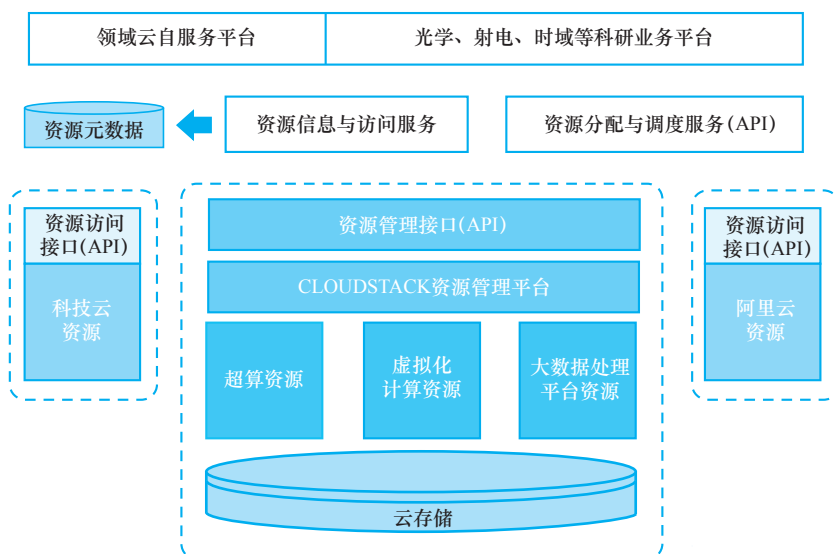 领域云自服务平台
光学、射电、时域等科研业务平台
资源元数据
资源信息与访问服务
资源分配与调度服务(API)
资源访问
接口(API)
科技云
资源
资源管理接口(API)
CLOUDSTACK资源管理平台
超算资源
虚拟化
计算资源
大数据处理
平台资源
云存储
资源访问
接口(API)
阿里云
资源